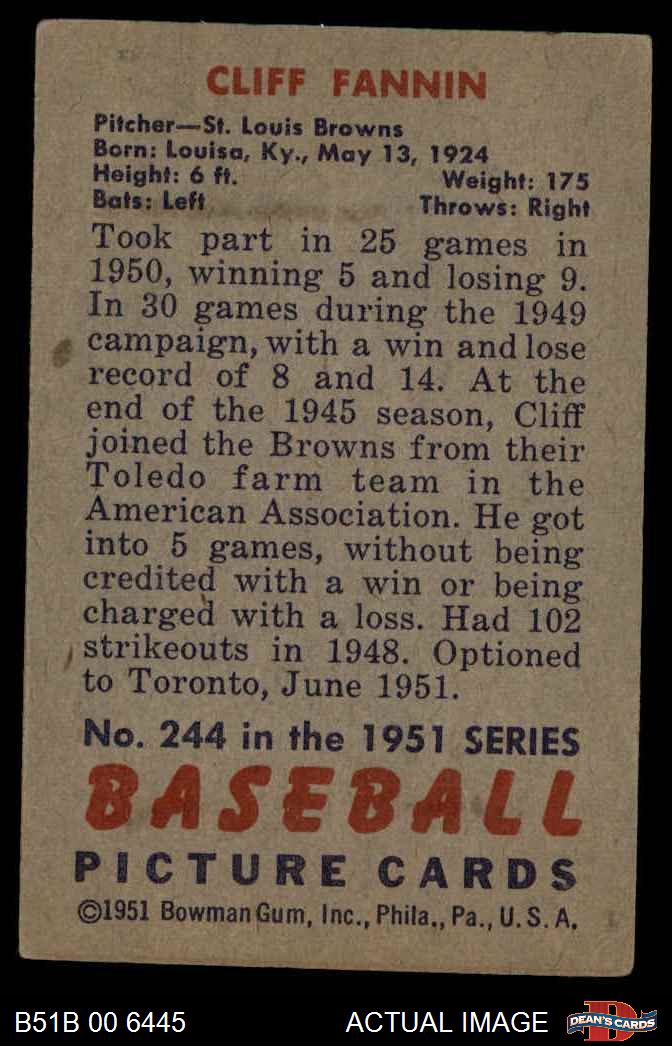 CLIFF FANNIN
Pitcher—St. Louis Browns
Born: Louisa, Ky., May 13, 1924
Height: 6 ft. Weight: 175
Bats: Left Throws: Right
Took part in 25 games in
1950, winning 5 and losing 9.
In 30 games during the 1949
campaign, with a win and lose
record of 8 and 14. At the
end of the 1945 season, Cliff
joined the Browns from their
Toledo farm team in the
American Association. He got
into 5 games, without being
credited with a win or being
charged with a loss. Had 102
strikeouts in 1948. Optioned
to Toronto, June 1951.
No. 244 in the 1951 SERIES
BASEBALL
PICTURE CARDS
©1951 Bowman Gum, Inc., Phila., Pa., U.S.A.
B51B 00 6445 ACTUAL IMAGE D DEAN'S CARDS